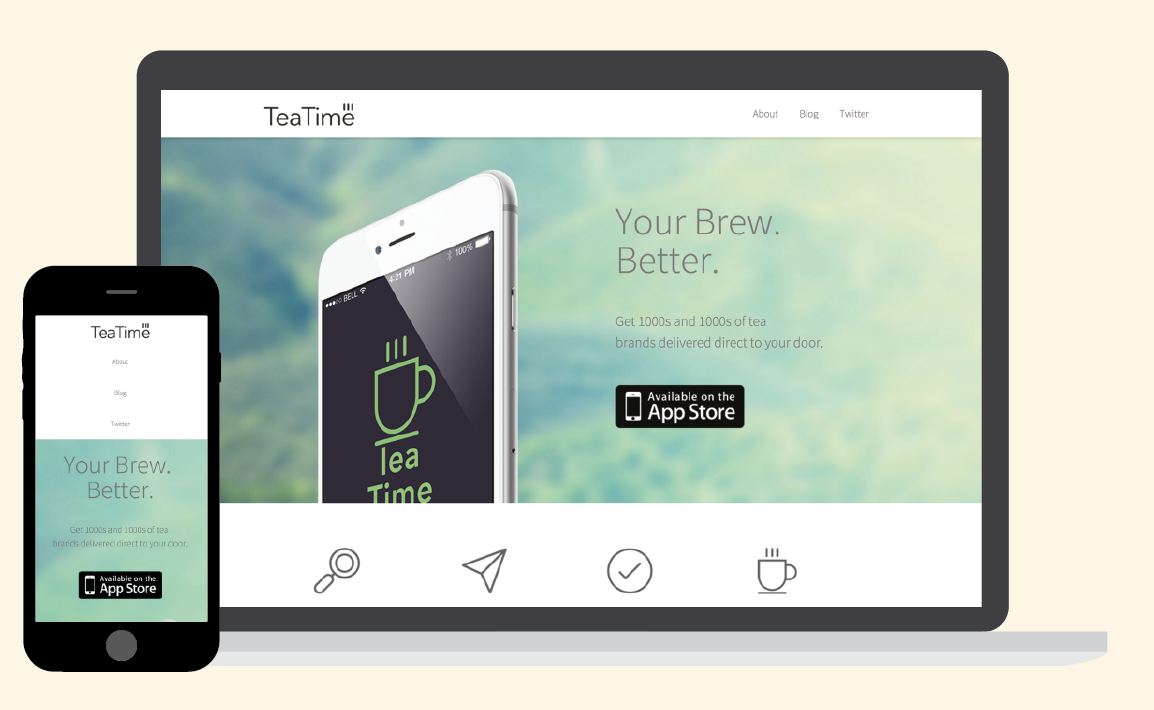 TeaTime
About Blog Twitter
Your Brew.
Better.
Get 1000s and 1000s of tea
brands delivered direct to your door.
Available on the
App Store
BELL 4:21 PM 100%
Tea
Time
TeaTime
About
Blog
Twitter
Your Brew.
Better.
Get 1000s and 1000s of tea
brands delivered direct to your door.
Available on the
App Store